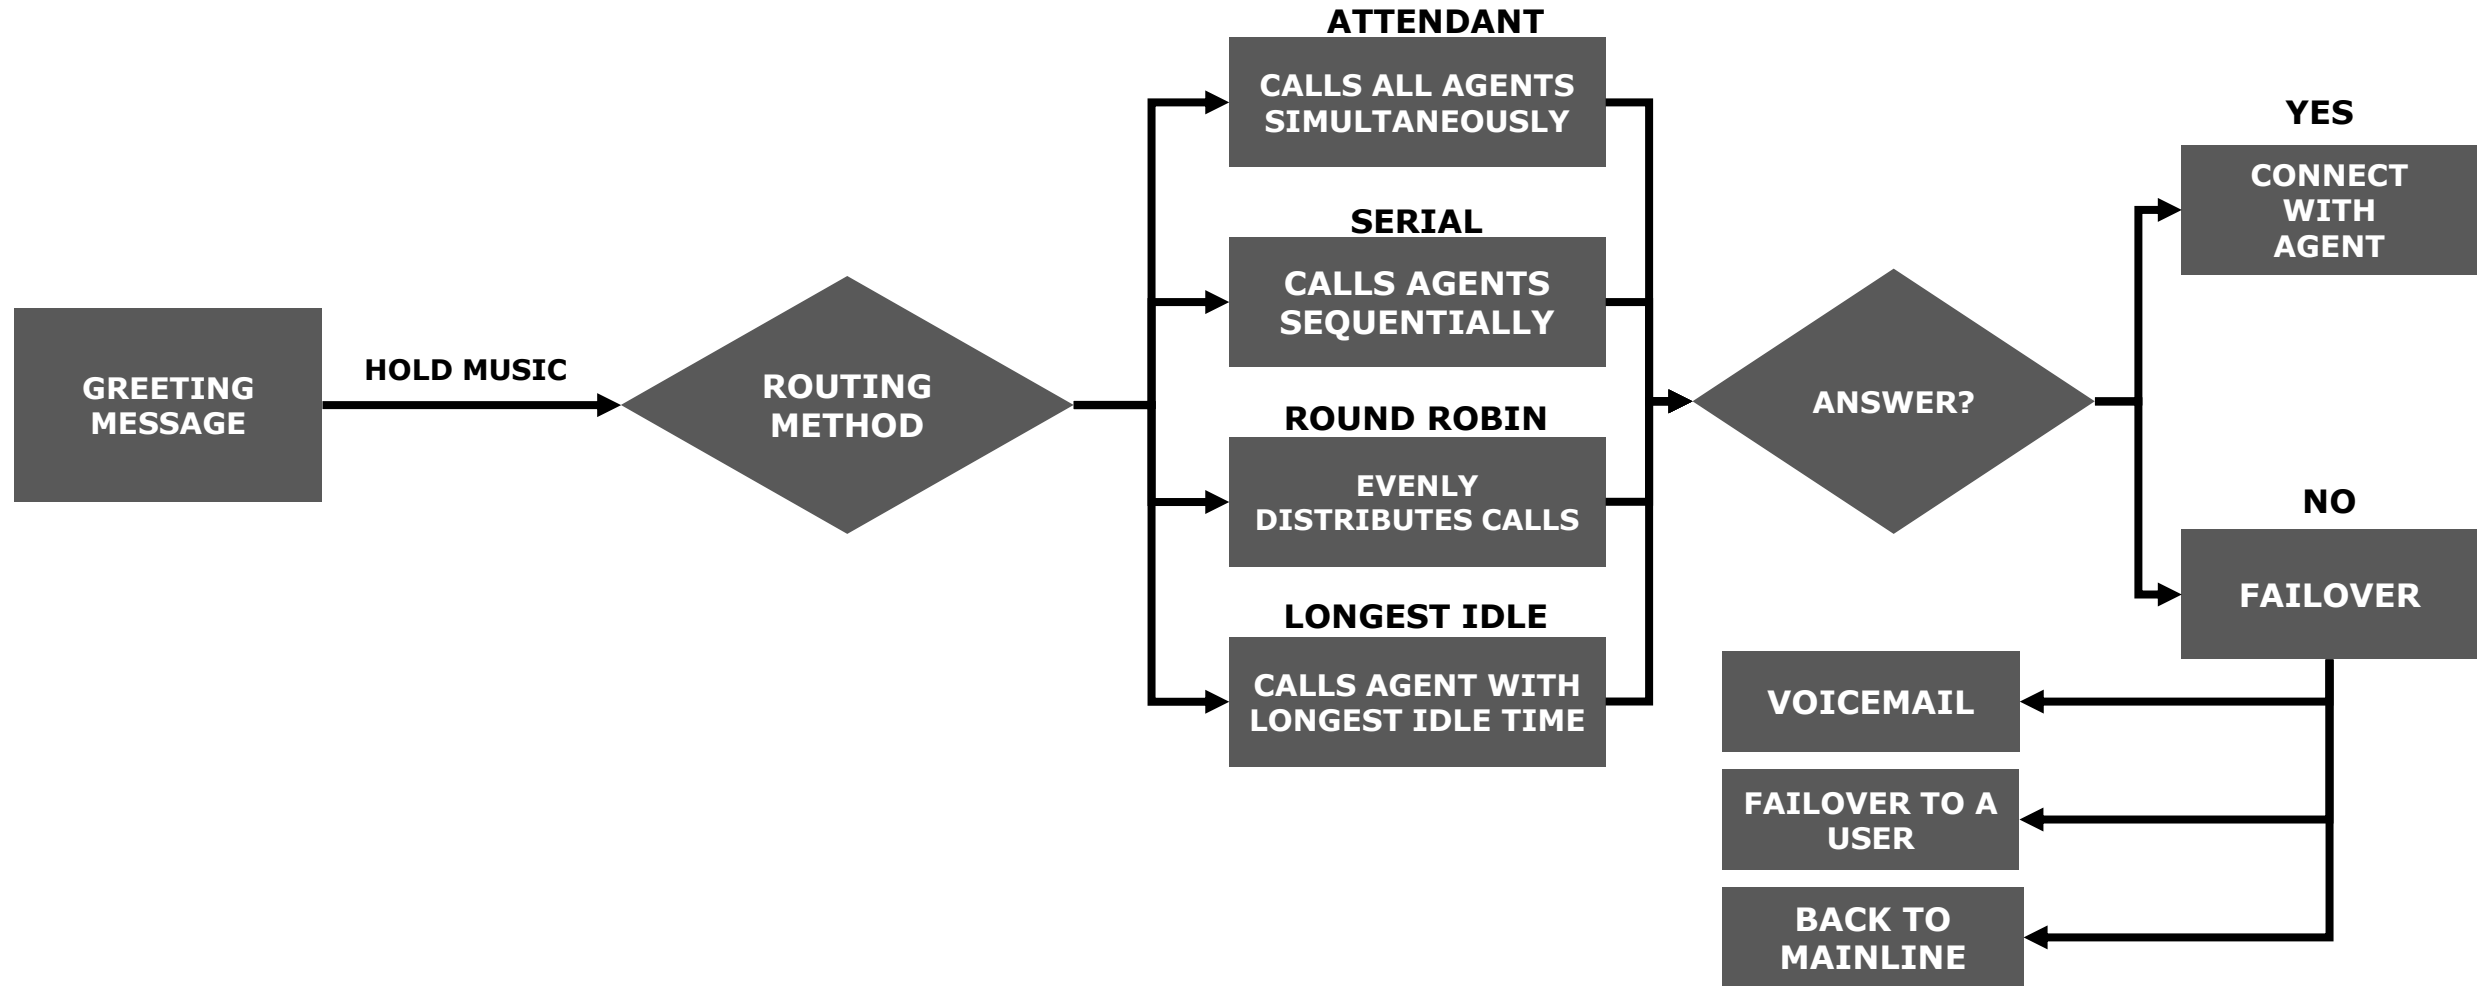 GREETING
MESSAGE
HOLD MUSIC
ROUTING
METHOD
ATTENDANT
CALLS ALL AGENTS
SIMULTANEOUSLY
SERIAL
CALLS AGENTS
SEQUENTIALLY
ROUND ROBIN
EVENLY
DISTRIBUTES CALLS
LONGEST IDLE
CALLS AGENT WITH
LONGEST IDLE TIME
ANSWER?
YES
CONNECT
WITH
AGENT
NO
FAILOVER
VOICEMAIL
FAILOVER TO A
USER
BACK TO
MAINLINE